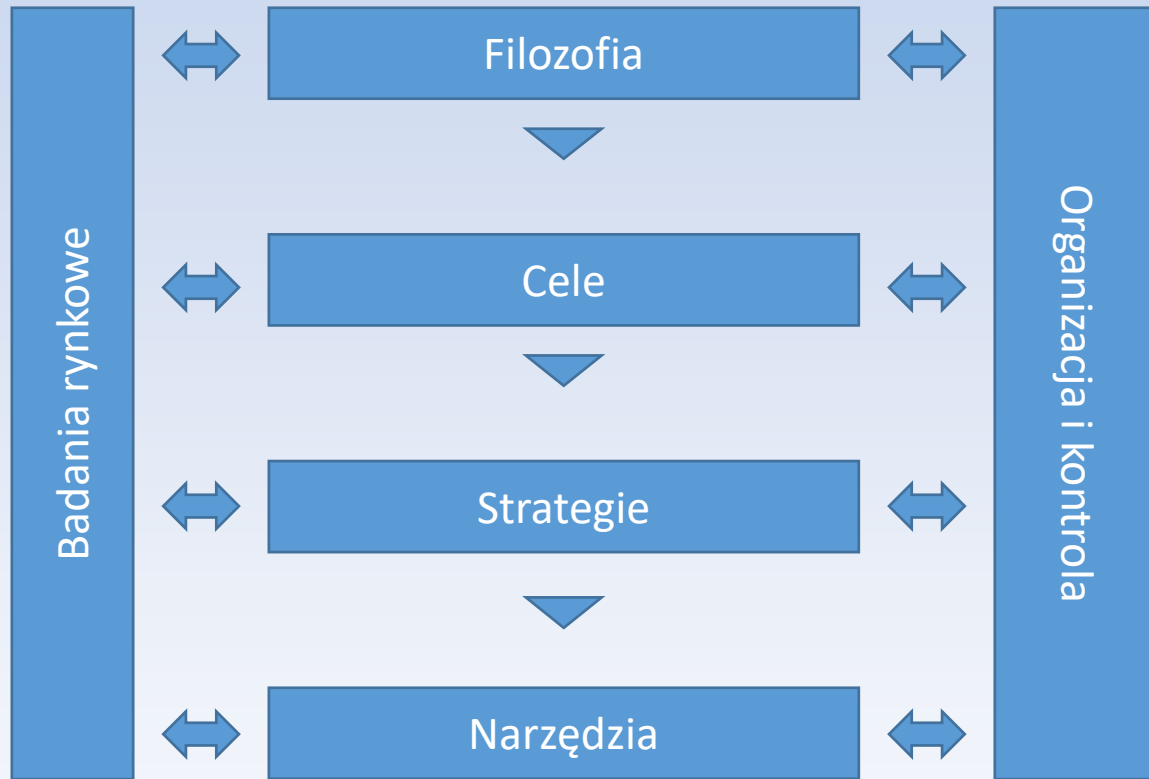 Badania rynkowe
Filozofia
Cele
Strategie
Narzędzia
Organizacja i kontrola